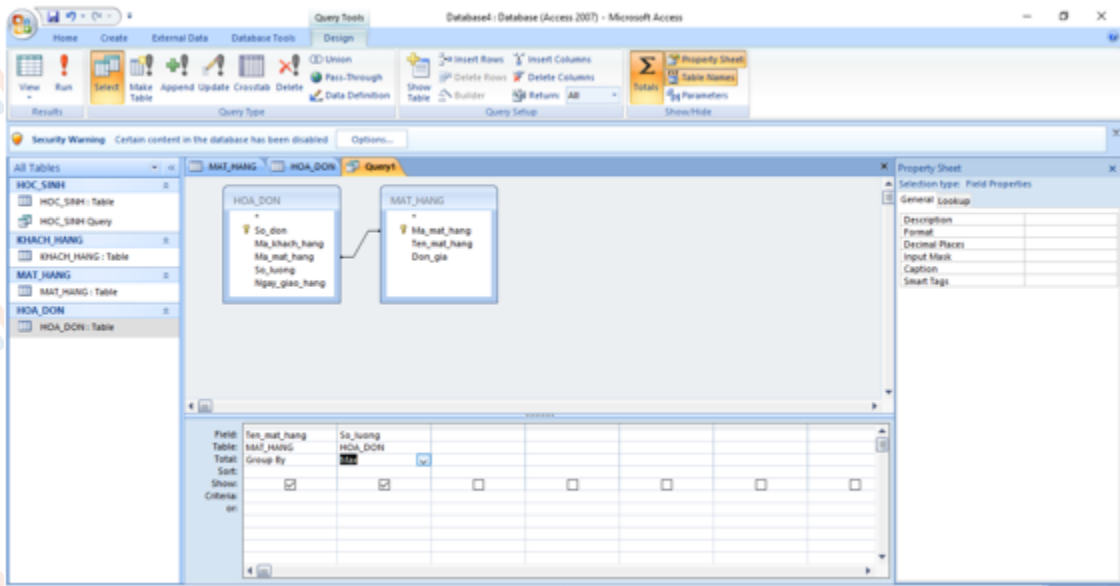 Query Tools Database4 : Database (Access 2007) - Microsoft Access
Home Create External Data Database Tools Design
View Run Select Make Table Append Update Crosstab Delete
Union
Pass-Through
Data Definition
Show Table
Insert Rows Insert Columns
Delete Rows Delete Columns
Builder Return: All
Totals
Property Sheet
Table Names
Parameters
Results Query Type Query Setup Show/Hide
Security Warning Certain content in the database has been disabled Options...
All Tables
HOC_SINH
HOC_SINH : Table
HOC_SINH Query
KHACH_HANG
KHACH_HANG : Table
MAT_HANG
MAT_HANG : Table
HOA_DON
HOA_DON : Table
MAT_HANG HOA_DON Query1
HOA_DON
*
So_don
Ma_khach_hang
Ma_mat_hang
So_luong
Ngay_giao_hang
MAT_HANG
*
Ma_mat_hang
Ten_mat_hang
Don_gia
Field: Ten_mat_hang So_luong
Table: MAT_HANG HOA_DON
Total: Group By Max
Sort:
Show:
Criteria:
or:
Property Sheet
Selection type: Field Properties
General Lookup
Description
Format
Decimal Places
Input Mask
Caption
Smart Tags